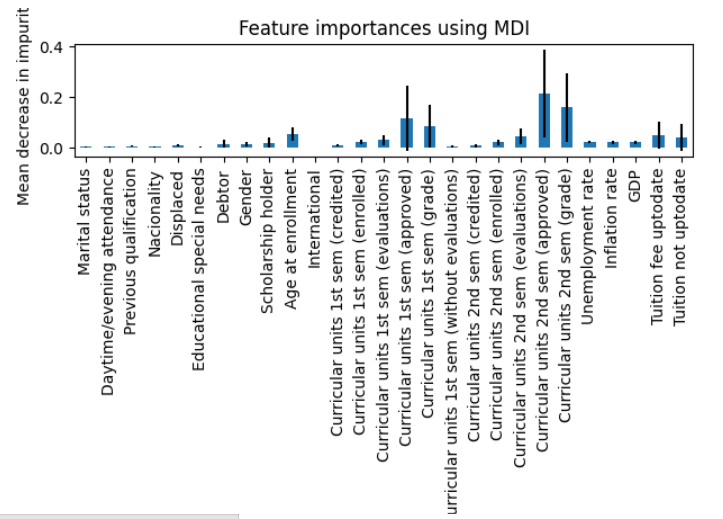 Feature importances using MDI
Mean decrease in impurit
0.4
0.2
0.0
Marital status
Daytime/evening attendance
Previous qualification
Nacionality
Displaced
Educational special needs
Debtor
Gender
Scholarship holder
Age at enrollment
International
Curricular units 1st sem (credited)
Curricular units 1st sem (enrolled)
Curricular units 1st sem (evaluations)
Curricular units 1st sem (approved)
Curricular units 1st sem (grade)
urricular units 1st sem (without evaluations)
Curricular units 2nd sem (credited)
Curricular units 2nd sem (enrolled)
Curricular units 2nd sem (evaluations)
Curricular units 2nd sem (approved)
Curricular units 2nd sem (grade)
Unemployment rate
Inflation rate
GDP
Tuition fee uptodate
Tuition not uptodate